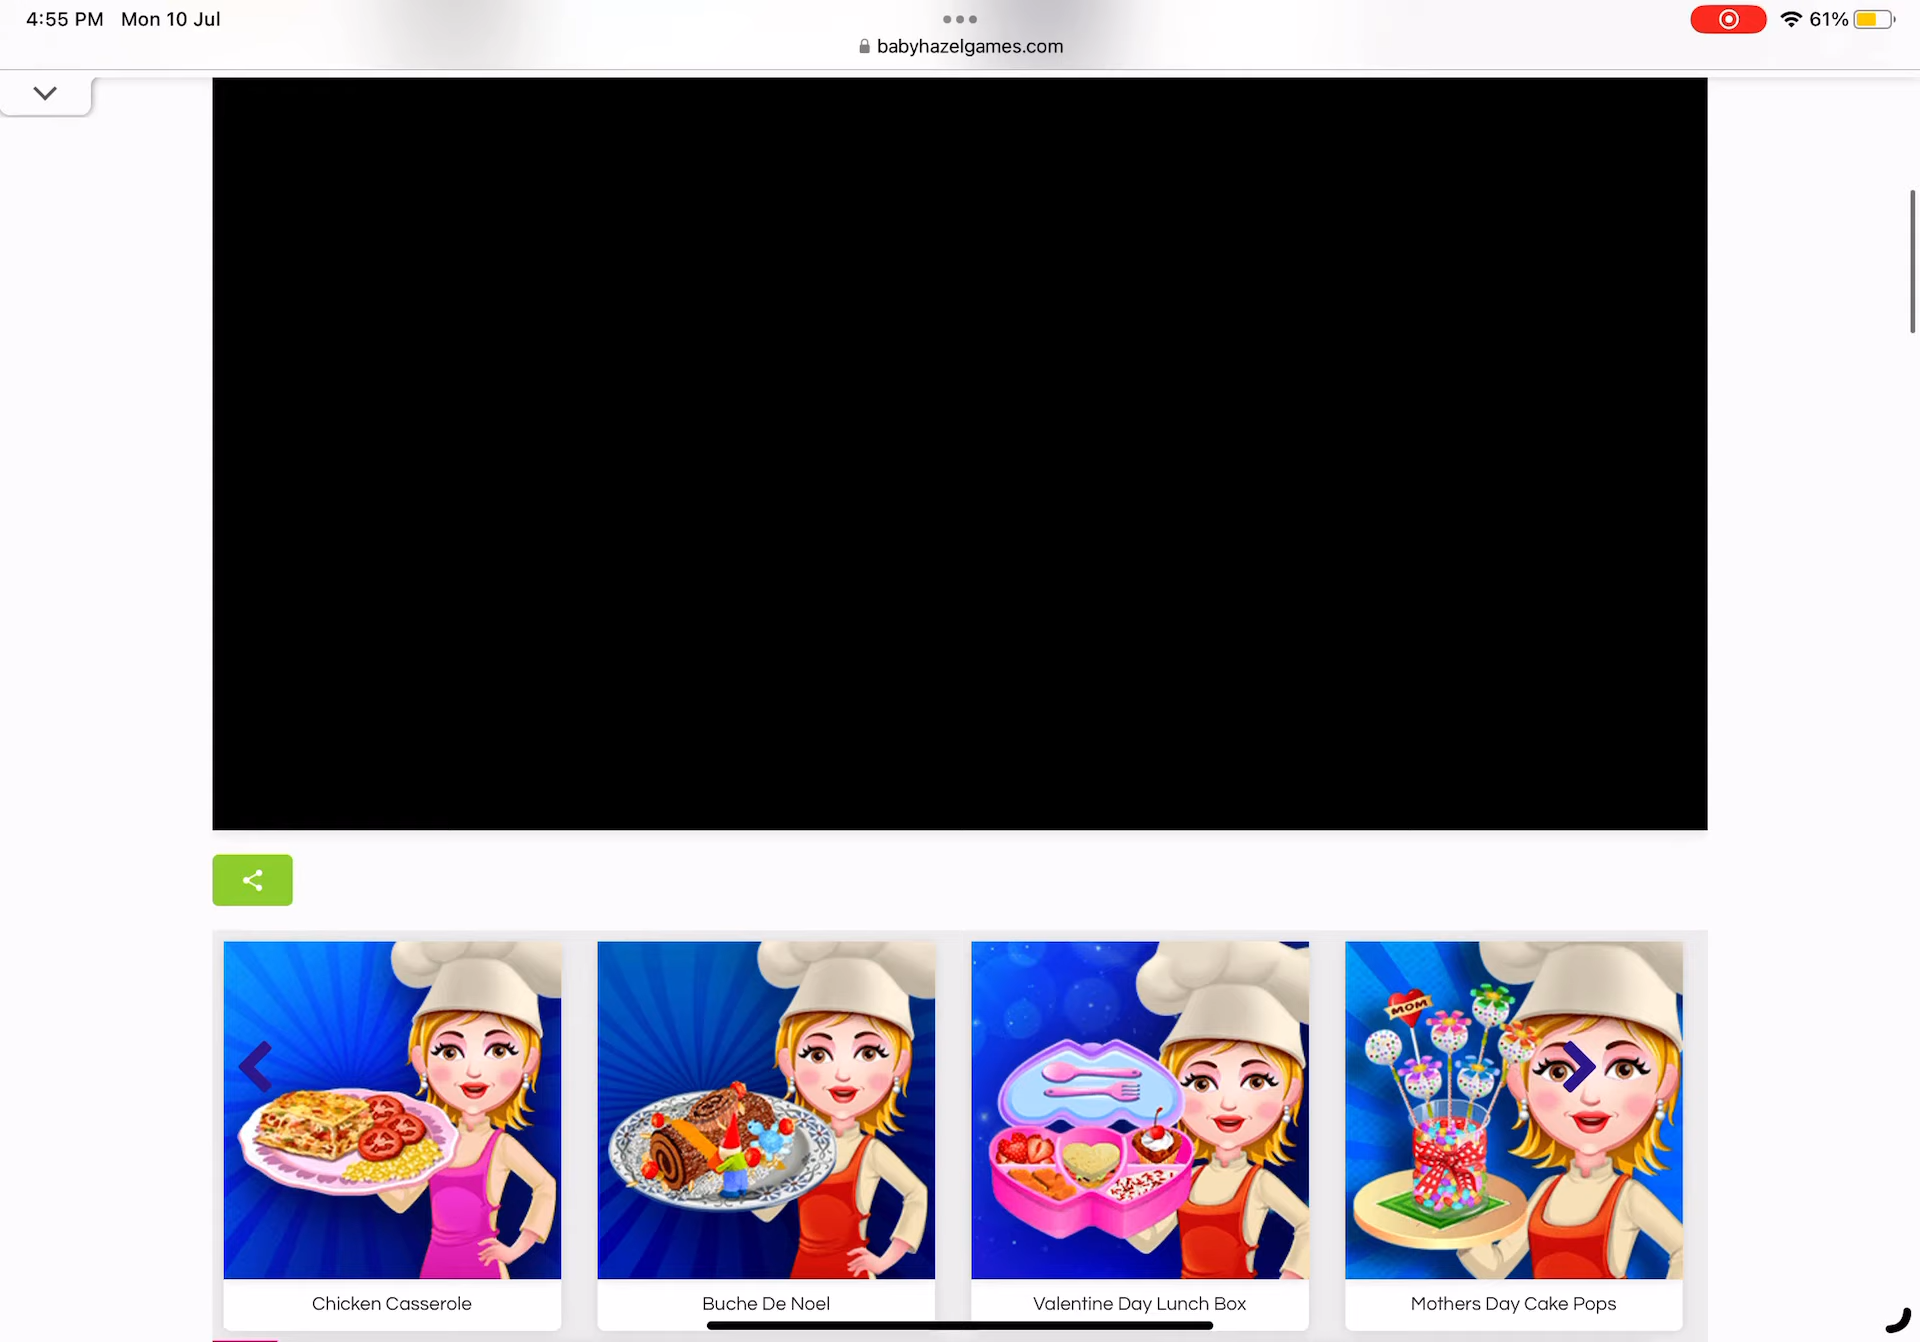 4:55 PM Mon 10 Jul
61%
babyhazelgames.com
MOM
Chicken Casserole
Buche De Noel
Valentine Day Lunch Box
Mothers Day Cake Pops